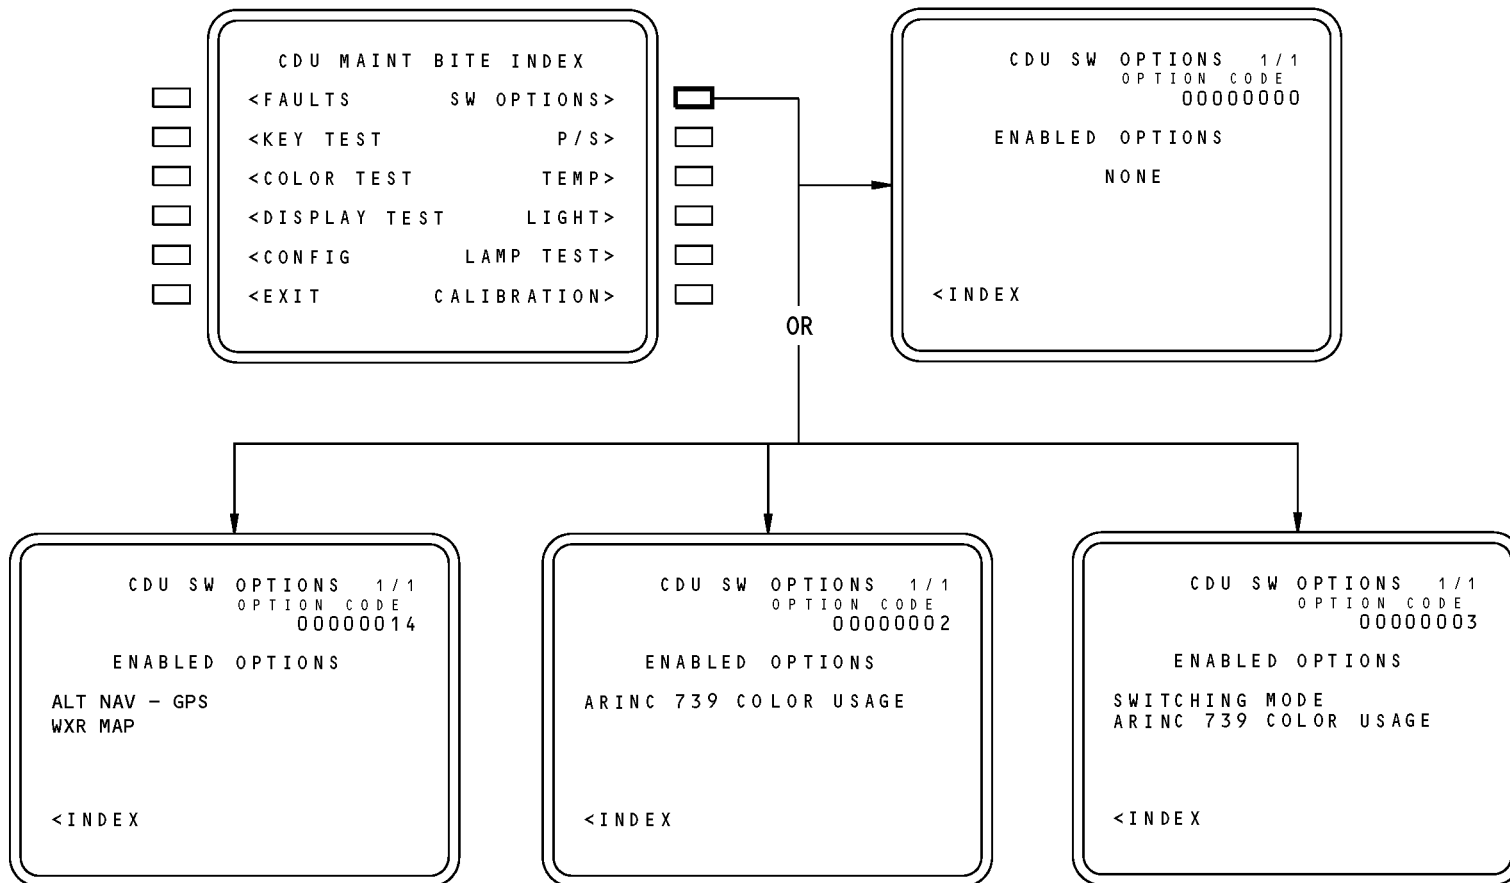 CDU MAINT BITE INDEX
<FAULTS SW OPTIONS>
<KEY TEST P/S>
<COLOR TEST TEMP>
<DISPLAY TEST LIGHT>
<CONFIG LAMP TEST>
<EXIT CALIBRATION>
CDU SW OPTIONS 1/1
OPTION CODE
00000000
ENABLED OPTIONS
NONE
<INDEX
OR
CDU SW OPTIONS 1/1
OPTION CODE
00000014
ENABLED OPTIONS
ALT NAV – GPS
WXR MAP
<INDEX
CDU SW OPTIONS 1/1
OPTION CODE
00000002
ENABLED OPTIONS
ARINC 739 COLOR USAGE
<INDEX
CDU SW OPTIONS 1/1
OPTION CODE
00000003
ENABLED OPTIONS
SWITCHING MODE
ARINC 739 COLOR USAGE
<INDEX